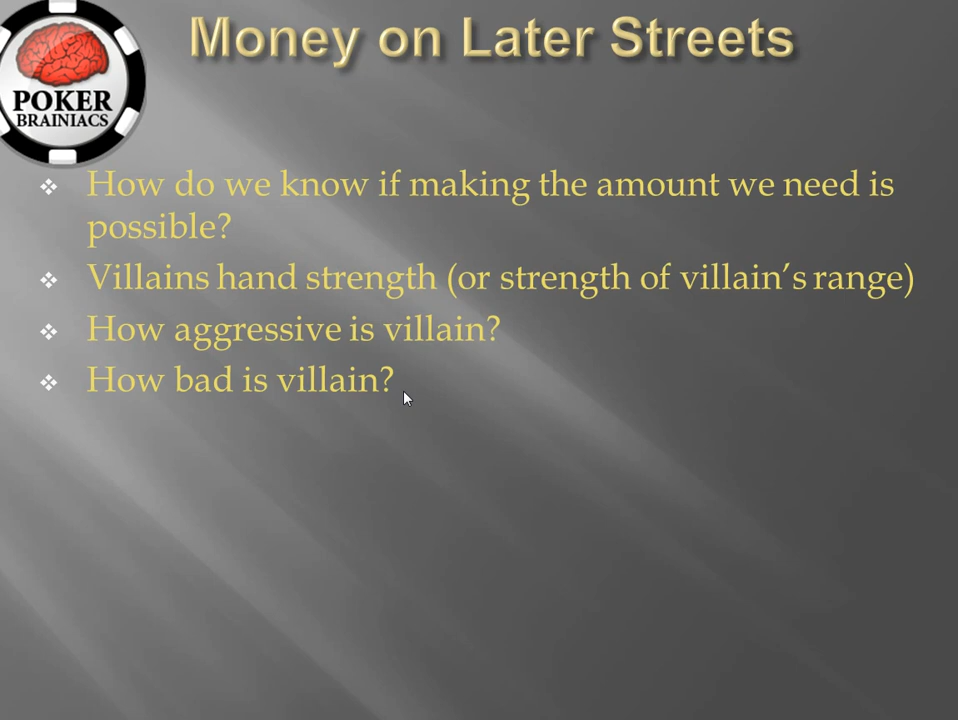 Money on Later Streets
POKER
BRAINIACS
How do we know if making the amount we need is
possible?
Villains hand strength (or strength of villain’s range)
How aggressive is villain?
How bad is villain?